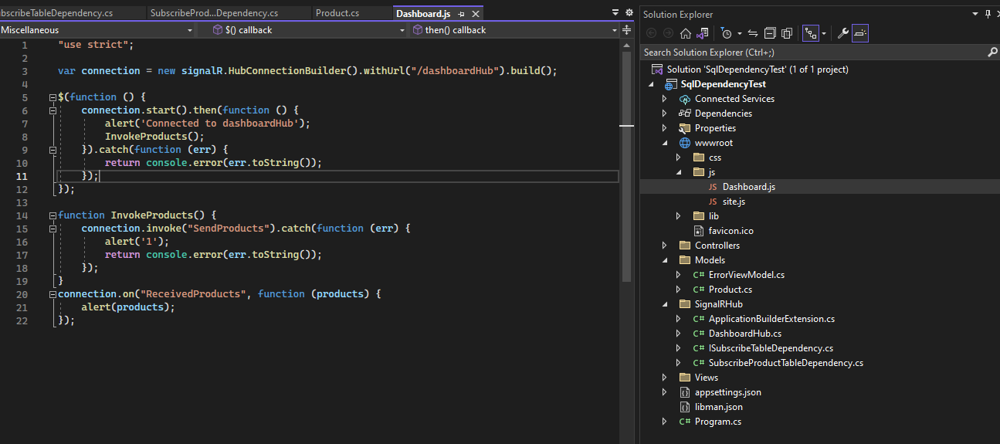 bscribeTableDependency.cs SubscribeProd...Dependency.cs Product.cs Dashboard.js
Miscellaneous $() callback then() callback
1 "use strict";
2
3 var connection = new signalR.HubConnectionBuilder().withUrl("/dashboardHub").build();
4
5 $(function () {
6 connection.start().then(function () {
7 alert('Connected to dashboardHub');
8 InvokeProducts();
9 }).catch(function (err) {
10 return console.error(err.toString());
11 });
12 });
13
14 function InvokeProducts() {
15 connection.invoke("SendProducts").catch(function (err) {
16 alert('1');
17 return console.error(err.toString());
18 });
19 }
20 connection.on("ReceivedProducts", function (products) {
21 alert(products);
22 });
Solution Explorer
Search Solution Explorer (Ctrl+;)
Solution 'SqlDependencyTest' (1 of 1 project)
SqlDependencyTest
Connected Services
Dependencies
Properties
wwwroot
css
js
JS Dashboard.js
JS site.js
lib
favicon.ico
Controllers
Models
C# ErrorViewModel.cs
C# Product.cs
SignalRHub
C# ApplicationBuilderExtension.cs
C# DashboardHub.cs
C# ISubscribeTableDependency.cs
C# SubscribeProductTableDependency.cs
Views
appsettings.json
libman.json
C# Program.cs